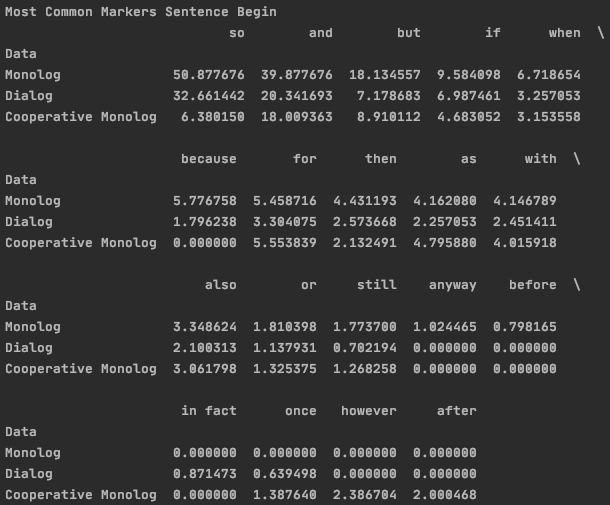 Most Common Markers Sentence Begin
so and but if when \
Data
Monolog 50.877676 39.877676 18.134557 9.584098 6.718654
Dialog 32.661442 20.341693 7.178683 6.987461 3.257053
Cooperative Monolog 6.380150 18.009363 8.910112 4.683052 3.153558
because for then as with \
Data
Monolog 5.776758 5.458716 4.431193 4.162080 4.146789
Dialog 1.796238 3.304075 2.573668 2.257053 2.451411
Cooperative Monolog 0.000000 5.553839 2.132491 4.795880 4.015918
also or still anyway before \
Data
Monolog 3.348624 1.810398 1.773700 1.024465 0.798165
Dialog 2.100313 1.137931 0.702194 0.000000 0.000000
Cooperative Monolog 3.061798 1.325375 1.268258 0.000000 0.000000
in fact once however after
Data
Monolog 0.000000 0.000000 0.000000 0.000000
Dialog 0.871473 0.639498 0.000000 0.000000
Cooperative Monolog 0.000000 1.387640 2.386704 2.000468